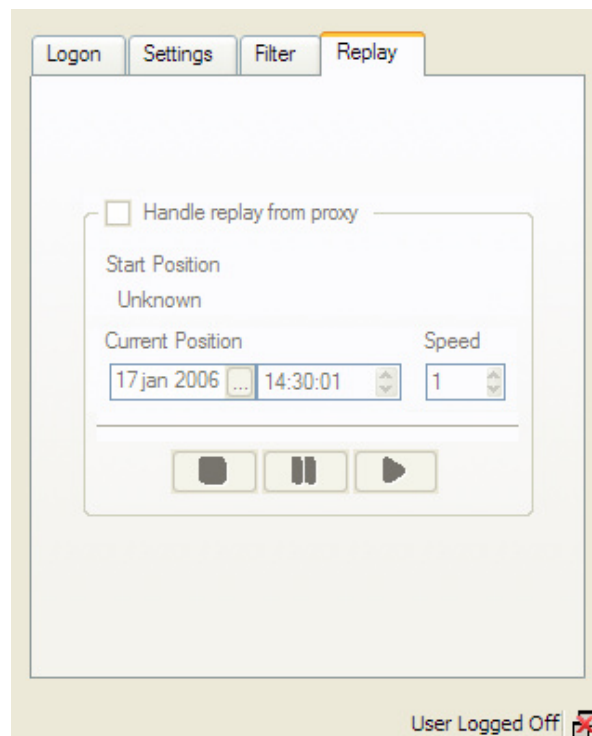 Logon Settings Filter Replay
Handle replay from proxy
Start Position
Unknown
Current Position Speed
17 jan 2006 ... 14:30:01 1
User Logged Off